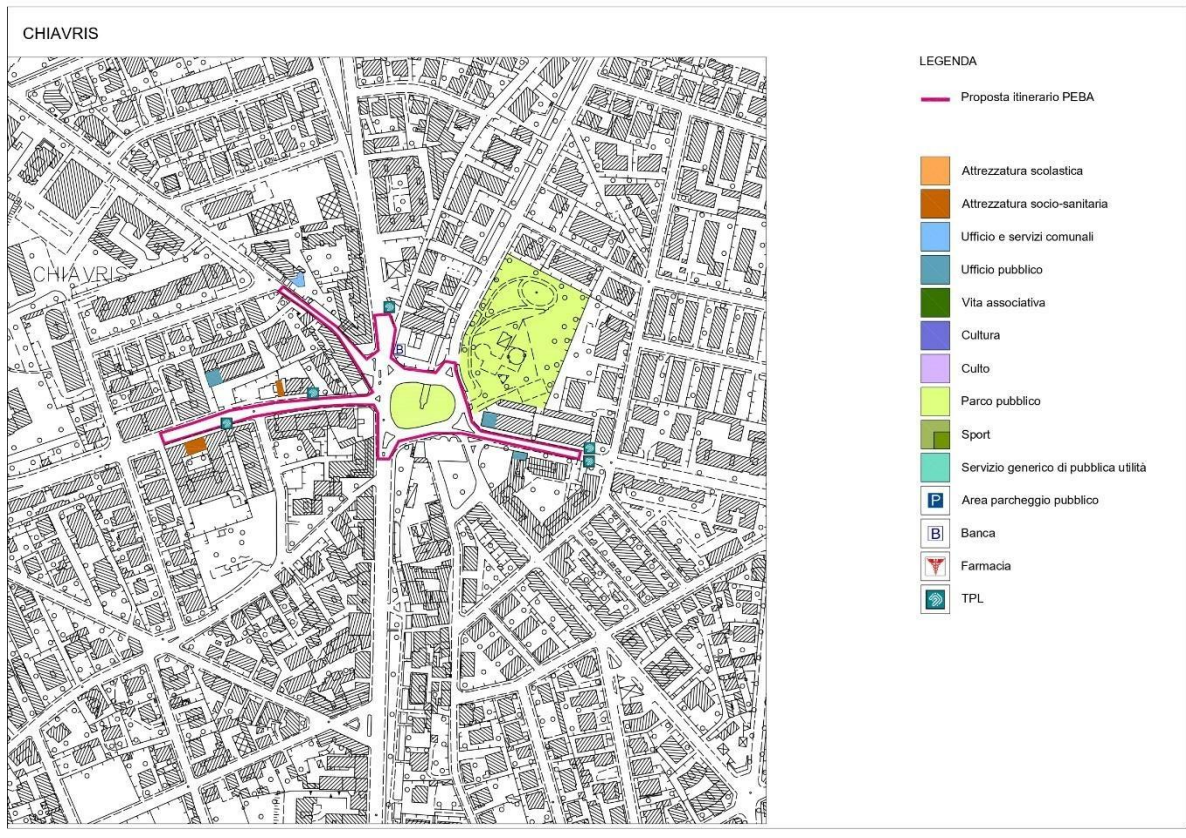 CHIAVRIS
LEGENDA
Proposta itinerario PEBA
Attrezzatura scolastica
Attrezzatura socio-sanitaria
Ufficio e servizi comunali
Ufficio pubblico
Vita associativa
Cultura
Culto
Parco pubblico
Sport
Servizio generico di pubblica utilità
P
Area parcheggio pubblico
B
Banca
Farmacia
TPL
CHIAVRIS
B